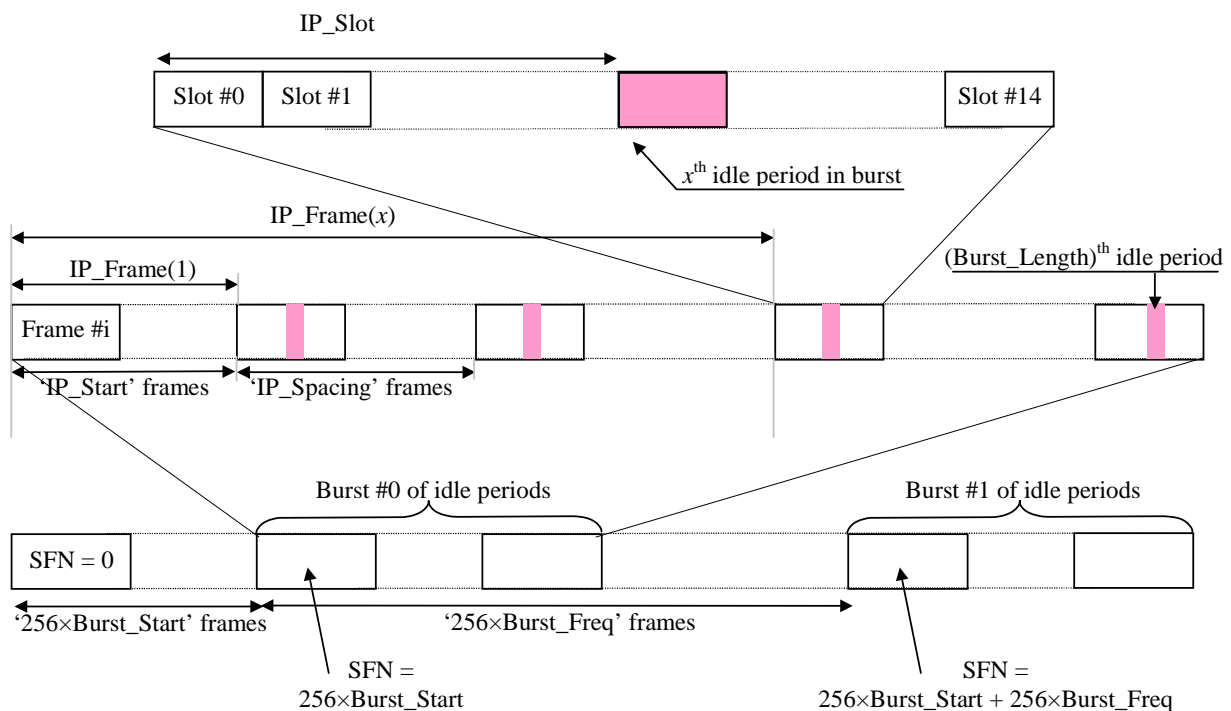 IP_Slot
Slot #0 Slot #1 Slot #14
xth idle period in burst
IP_Frame(x)
IP_Frame(1)
(Burst_Length)th idle period
Frame #i
‘IP_Start’ frames ‘IP_Spacing’ frames
Burst #0 of idle periods Burst #1 of idle periods
SFN = 0
‘256×Burst_Start’ frames ‘256×Burst_Freq’ frames
SFN =
256×Burst_Start
SFN =
256×Burst_Start + 256×Burst_Freq